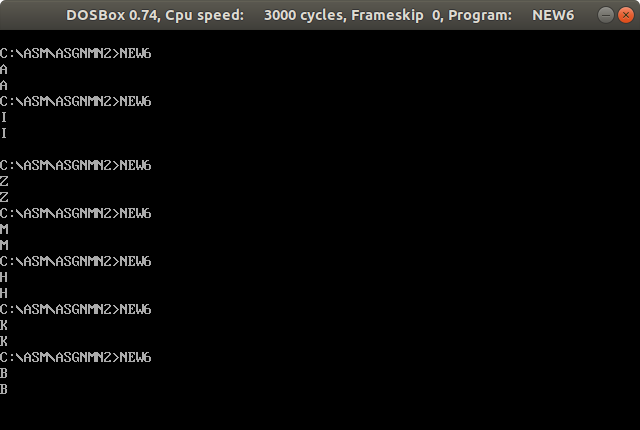 DOSBox 0.74, Cpu speed: 3000 cycles, Frameskip 0, Program: NEW6
C:\ASM\ASGNMN2>NEW6
A
A
C:\ASM\ASGNMN2>NEW6
I
I
C:\ASM\ASGNMN2>NEW6
Z
Z
C:\ASM\ASGNMN2>NEW6
M
M
C:\ASM\ASGNMN2>NEW6
H
H
C:\ASM\ASGNMN2>NEW6
K
K
C:\ASM\ASGNMN2>NEW6
B
B